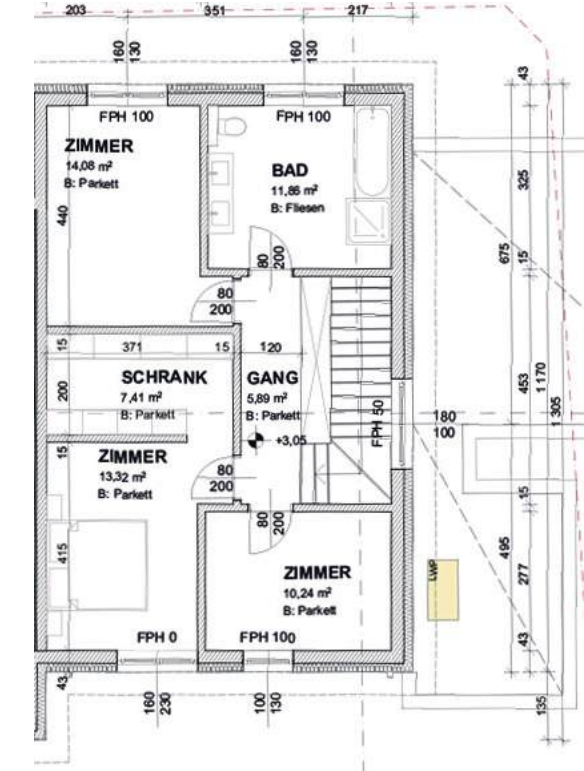 203
351
217
160
130
160
130
43
FPH 100
FPH 100
ZIMMER
14,08 m²
B: Parkett
BAD
11,86 m²
B: Fliesen
325
440
675
15
80
200
80
200
15
371
15
120
SCHRANK
7,41 m²
B: Parkett
GANG
5,89 m²
B: Parkett
200
453
1170
1305
FPH 50
180
100
+3,05
15
ZIMMER
13,32 m²
B: Parkett
80
200
80
200
15
415
495
277
LWP
ZIMMER
10,24 m²
B: Parkett
FPH 0
FPH 100
43
43
160
230
100
130
135